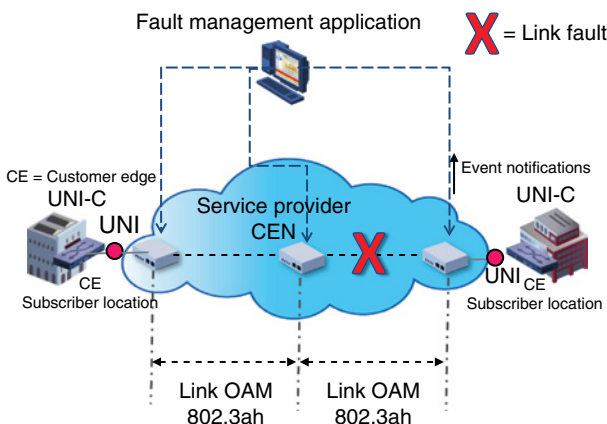 Fault management application
X = Link fault
CE = Customer edge
UNI-C
UNI
CE
Subscriber location
Service provider
CEN
X
Event notifications
UNI-C
UNI
CE
Subscriber location
Link OAM
802.3ah
Link OAM
802.3ah